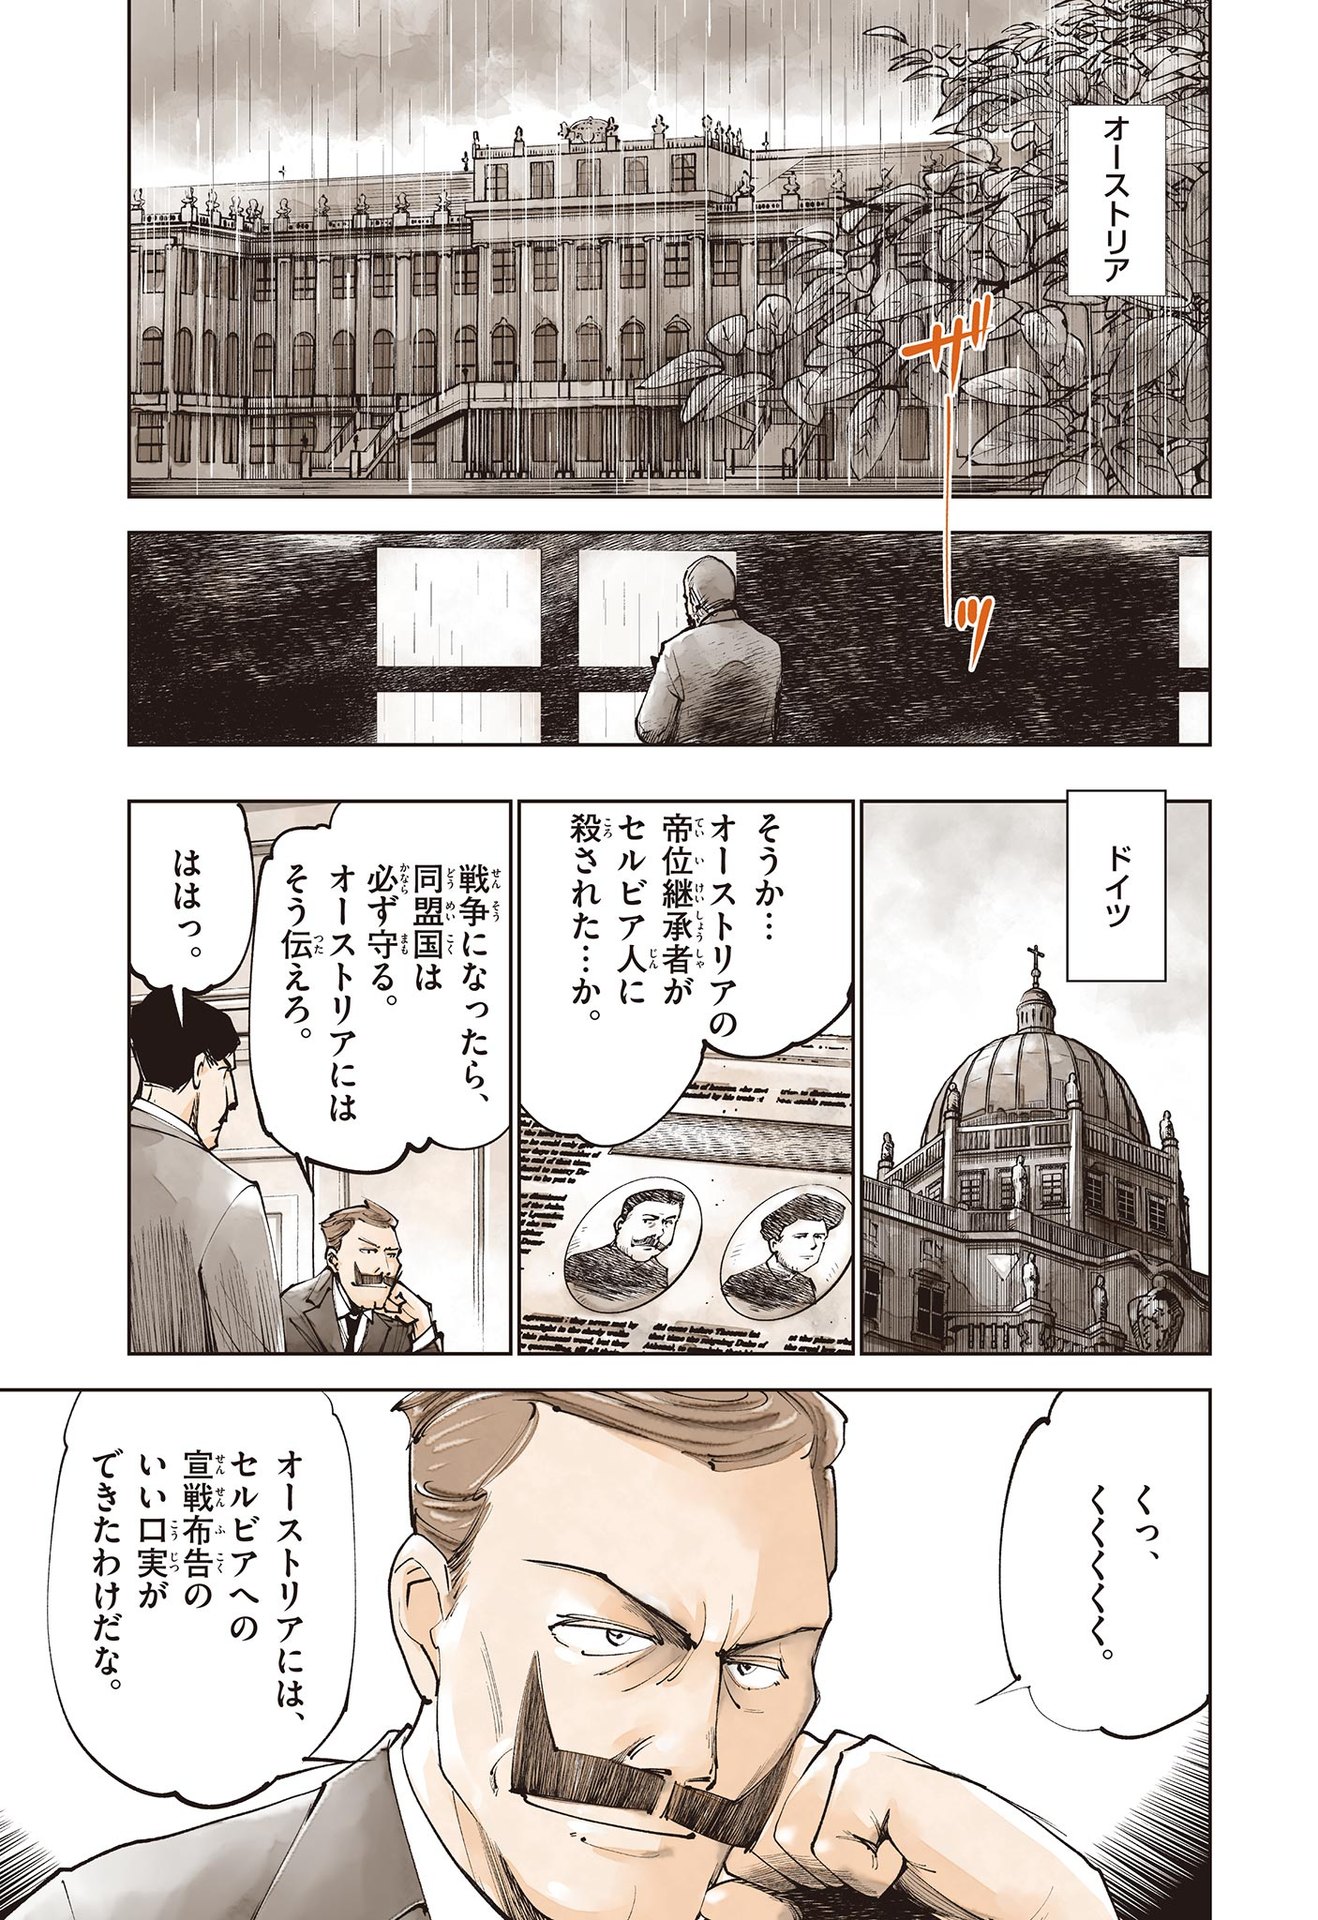 オーストリア
ザーッ
ドイツ
そうか…
オーストリアの
帝位継承者が
セルビア人に
殺された…か。
戦争になったら、
同盟国は
必ず守る。
オーストリアには
そう伝えろ。
ははっ。
くっ、
くくくくく。
オーストリアには、
セルビアへの
宣戦布告の
いい口実が
できたわけだな。